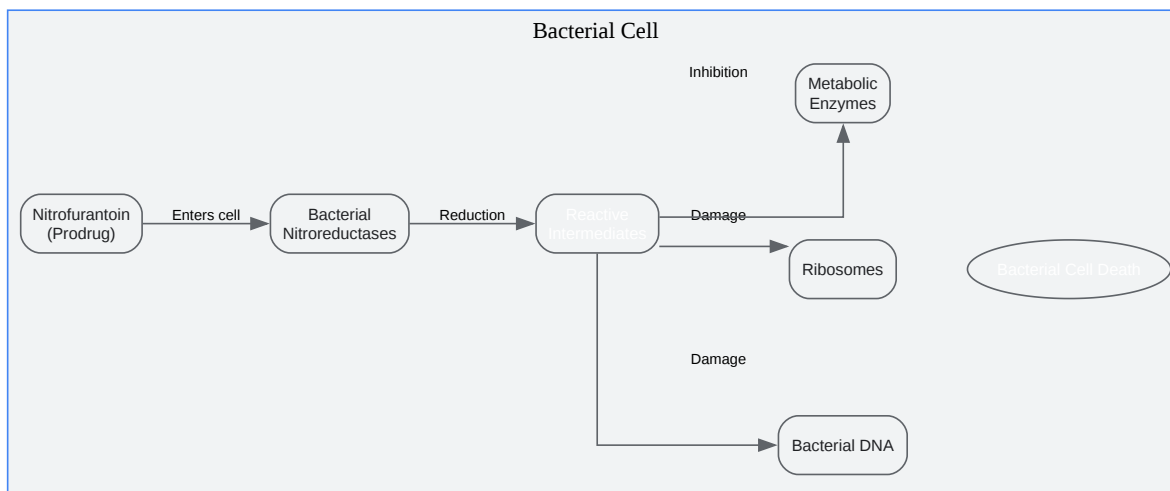 Bacterial Cell
Inhibition
Metabolic
Enzymes
Nitrofurantoin
(Prodrug)
Enters cell
Bacterial
Nitroreductases
Reduction
Reactive
Intermediates
Damage
Ribosomes
Bacterial Cell Death
Damage
Bacterial DNA